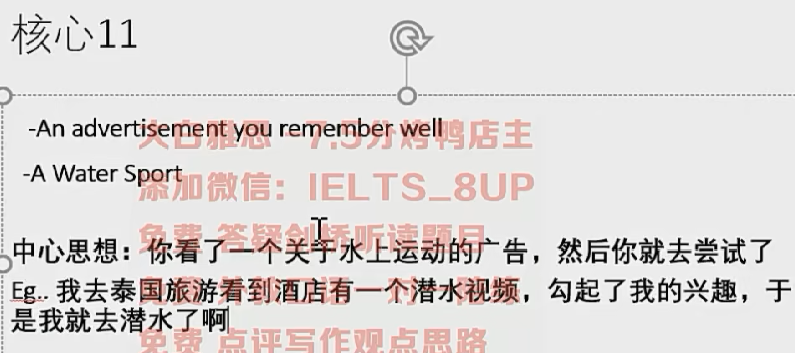 核心11
-An advertisement you remember well
大白雅思-7.5分烤鸭店主
-A Water Sport
添加微信：IELTS_8UP
免费 答疑剑桥听读题目
中心思想：你看了一个关于水上运动的广告，然后你就去尝试了
Eg.. 我去泰国旅游看到酒店有一个潜水视频，勾起了我的兴趣，于
是我就去潜水了啊
免费 点评写作观点思路